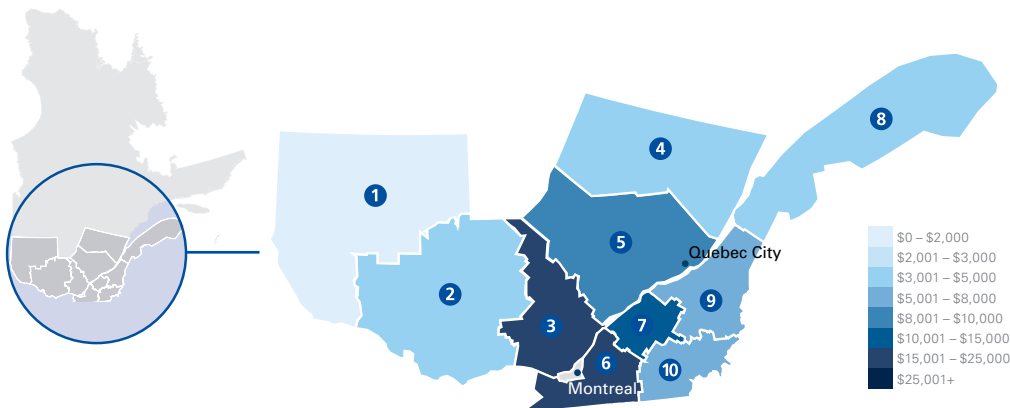 8
4
1
5
Quebec City
2
9
3
7
6
10
Montreal
$0 – $2,000
$2,001 – $3,000
$3,001 – $5,000
$5,001 – $8,000
$8,001 – $10,000
$10,001 – $15,000
$15,001 – $25,000
$25,001+